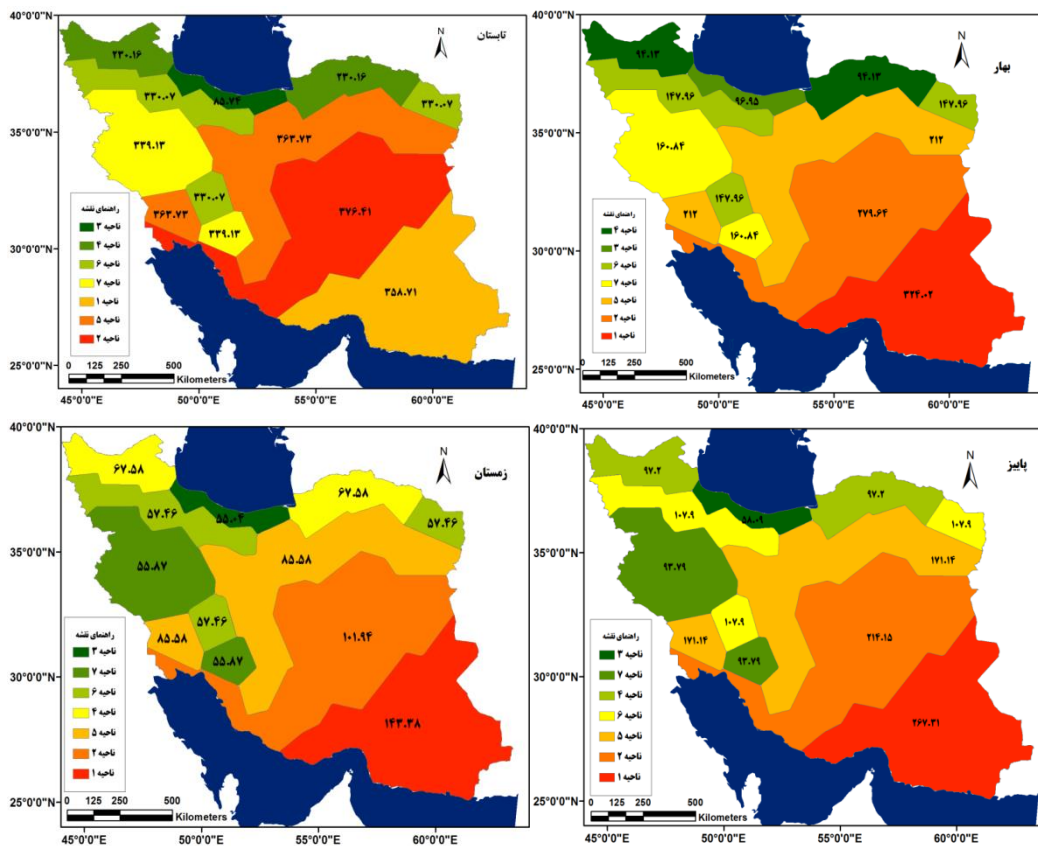 40°0'0"N
تابستان
N
۲۳۰.۱۶
۲۳۰.۱۶
۳۳۰.۰۷
۸۵.۷۴
۳۳۰.۰۷
35°0'0"N
۳۳۹.۱۳
۳۶۳.۷۳
۳۳۰.۰۷
۳۶۳.۷۳
۳۷۶.۴۱
۳۳۹.۱۳
30°0'0"N
۳۵۸.۷۱
راهنمای نقشه
ناحیه ۳
ناحیه ۴
ناحیه ۶
ناحیه ۷
ناحیه ۱
ناحیه ۵
ناحیه ۲
0 125 250 500
Kilometers
25°0'0"N
45°0'0"E 50°0'0"E 55°0'0"E 60°0'0"E
40°0'0"N
بهار
N
۹۴.۱۳
۹۴.۱۳
۱۴۷.۹۶
۹۶.۹۵
۱۴۷.۹۶
35°0'0"N
۲۱۲
۱۶۰.۸۴
۱۴۷.۹۶
۲۱۲
۲۷۹.۶۴
۱۶۰.۸۴
30°0'0"N
۳۲۴.۰۲
راهنمای نقشه
ناحیه ۴
ناحیه ۳
ناحیه ۶
ناحیه ۷
ناحیه ۵
ناحیه ۲
ناحیه ۱
0 125 250 500
Kilometers
25°0'0"N
45°0'0"E 50°0'0"E 55°0'0"E 60°0'0"E
40°0'0"N
زمستان
N
۶۷.۵۸
۶۷.۵۸
۵۷.۴۶
۵۵.۰۴
۵۷.۴۶
35°0'0"N
۸۵.۵۸
۵۵.۸۷
۵۷.۴۶
۸۵.۵۸
۱۰۱.۹۴
۵۵.۸۷
30°0'0"N
۱۴۳.۳۸
راهنمای نقشه
ناحیه ۳
ناحیه ۷
ناحیه ۶
ناحیه ۴
ناحیه ۵
ناحیه ۲
ناحیه ۱
0 125 250 500
Kilometers
25°0'0"N
45°0'0"E 50°0'0"E 55°0'0"E 60°0'0"E
40°0'0"N
پاییز
N
۹۷.۲
۹۷.۲
۱۰۷.۹
۵۸.۰۹
۱۰۷.۹
35°0'0"N
۱۷۱.۱۴
۹۳.۷۹
۱۰۷.۹
۱۷۱.۱۴
۲۱۴.۱۵
۹۳.۷۹
30°0'0"N
۲۶۷.۳۱
راهنمای نقشه
ناحیه ۳
ناحیه ۷
ناحیه ۴
ناحیه ۶
ناحیه ۵
ناحیه ۲
ناحیه ۱
0 125 250 500
Kilometers
25°0'0"N
45°0'0"E 50°0'0"E 55°0'0"E 60°0'0"E